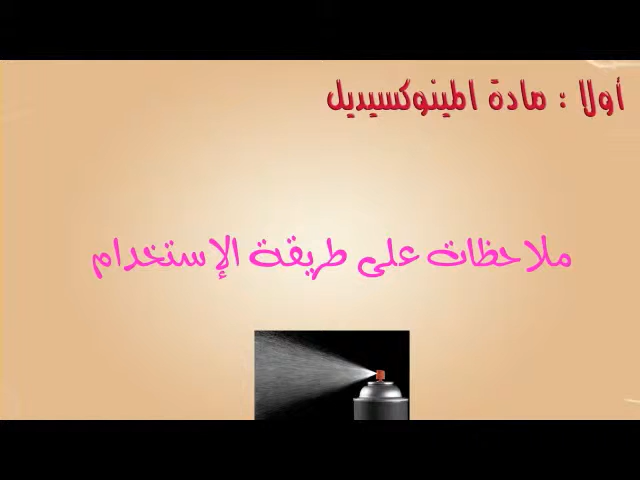 أولا : مادة المينوكسيديل
ملاحظات على طريقة الإستخدام